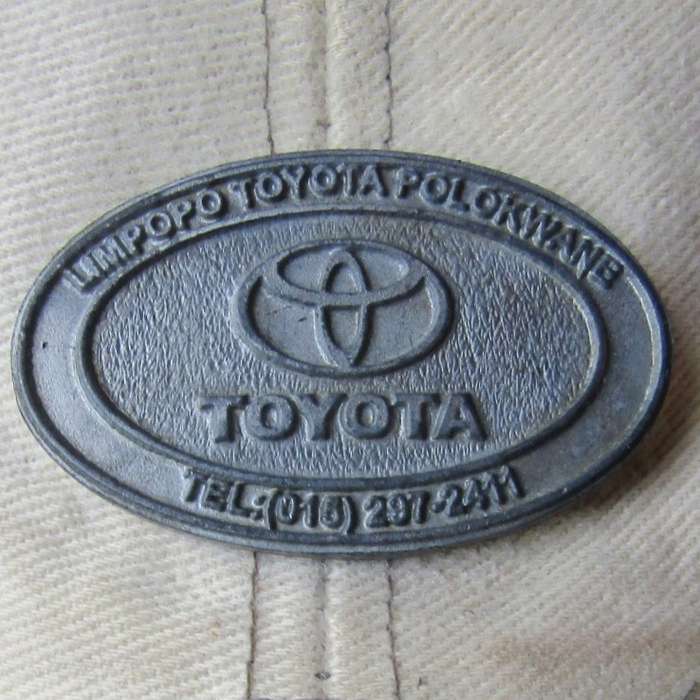 LIMPOPO TOYOTA POLOKWANE
TOYOTA
TEL:(015) 297-2411